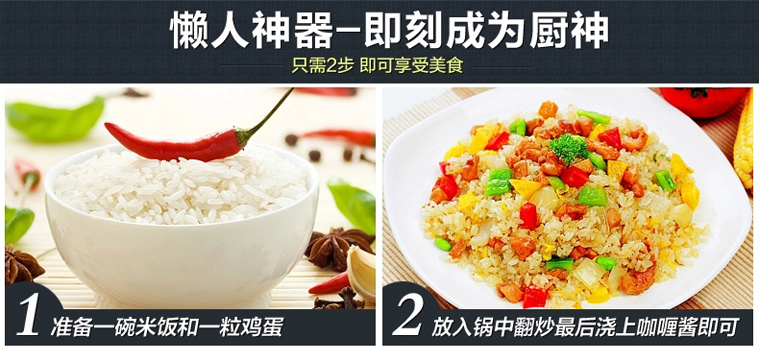 懒人神器–即刻成为厨神
只需2步 即可享受美食
1 准备一碗米饭和一粒鸡蛋
2 放入锅中翻炒最后浇上咖喱酱即可